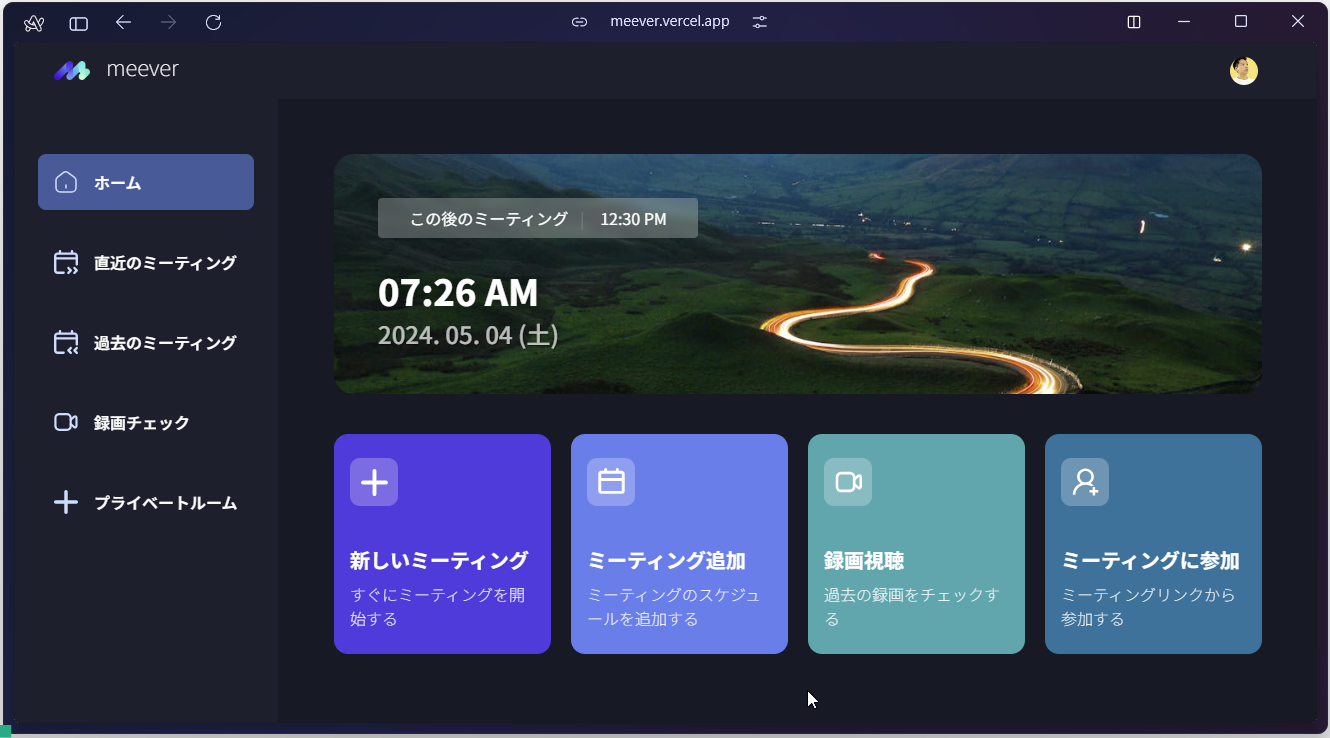 meever.vercel.app
meever
ホーム
直近のミーティング
過去のミーティング
録画チェック
プライベートルーム
この後のミーティング | 12:30 PM
07:26 AM
2024. 05. 04 (土)
新しいミーティング
すぐにミーティングを開
始する
ミーティング追加
ミーティングのスケジュ
ールを追加する
録画視聴
過去の録画をチェックす
る
ミーティングに参加
ミーティングリンクから
参加する